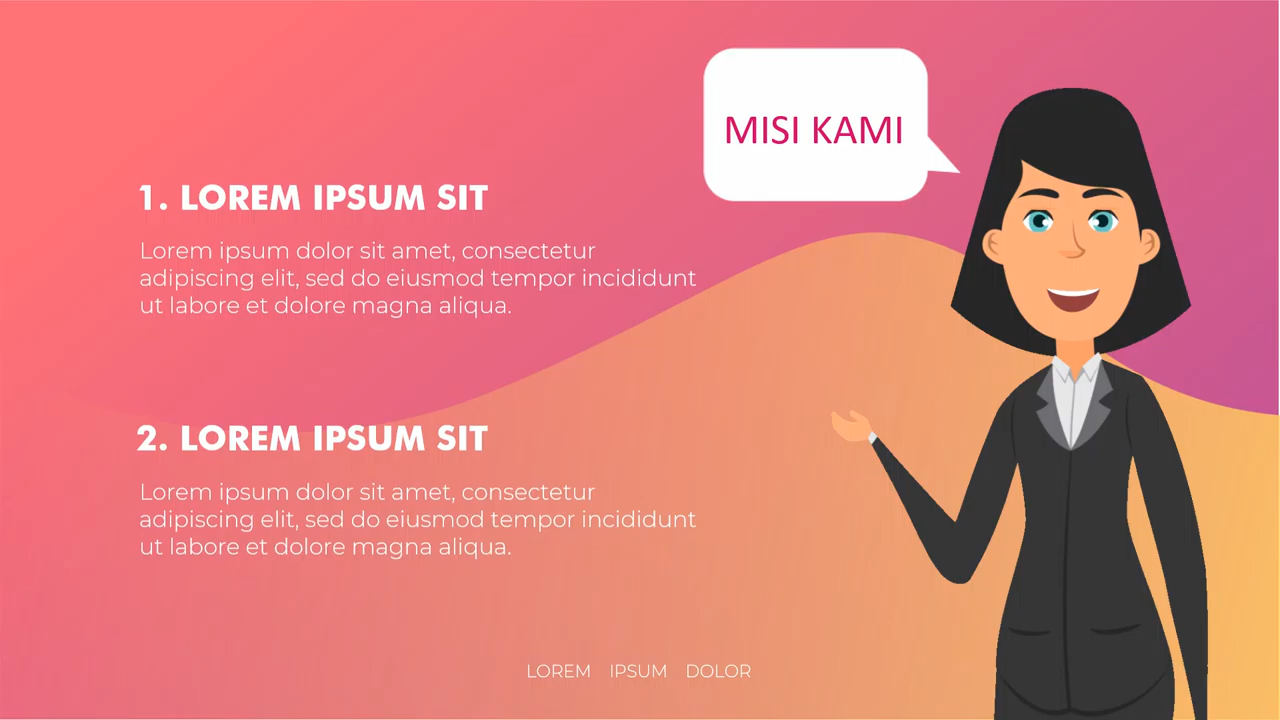 MISI KAMI
1. LOREM IPSUM SIT
Lorem ipsum dolor sit amet, consectetur
adipiscing elit, sed do eiusmod tempor incididunt
ut labore et dolore magna aliqua.
2. LOREM IPSUM SIT
Lorem ipsum dolor sit amet, consectetur
adipiscing elit, sed do eiusmod tempor incididunt
ut labore et dolore magna aliqua.
LOREM IPSUM DOLOR